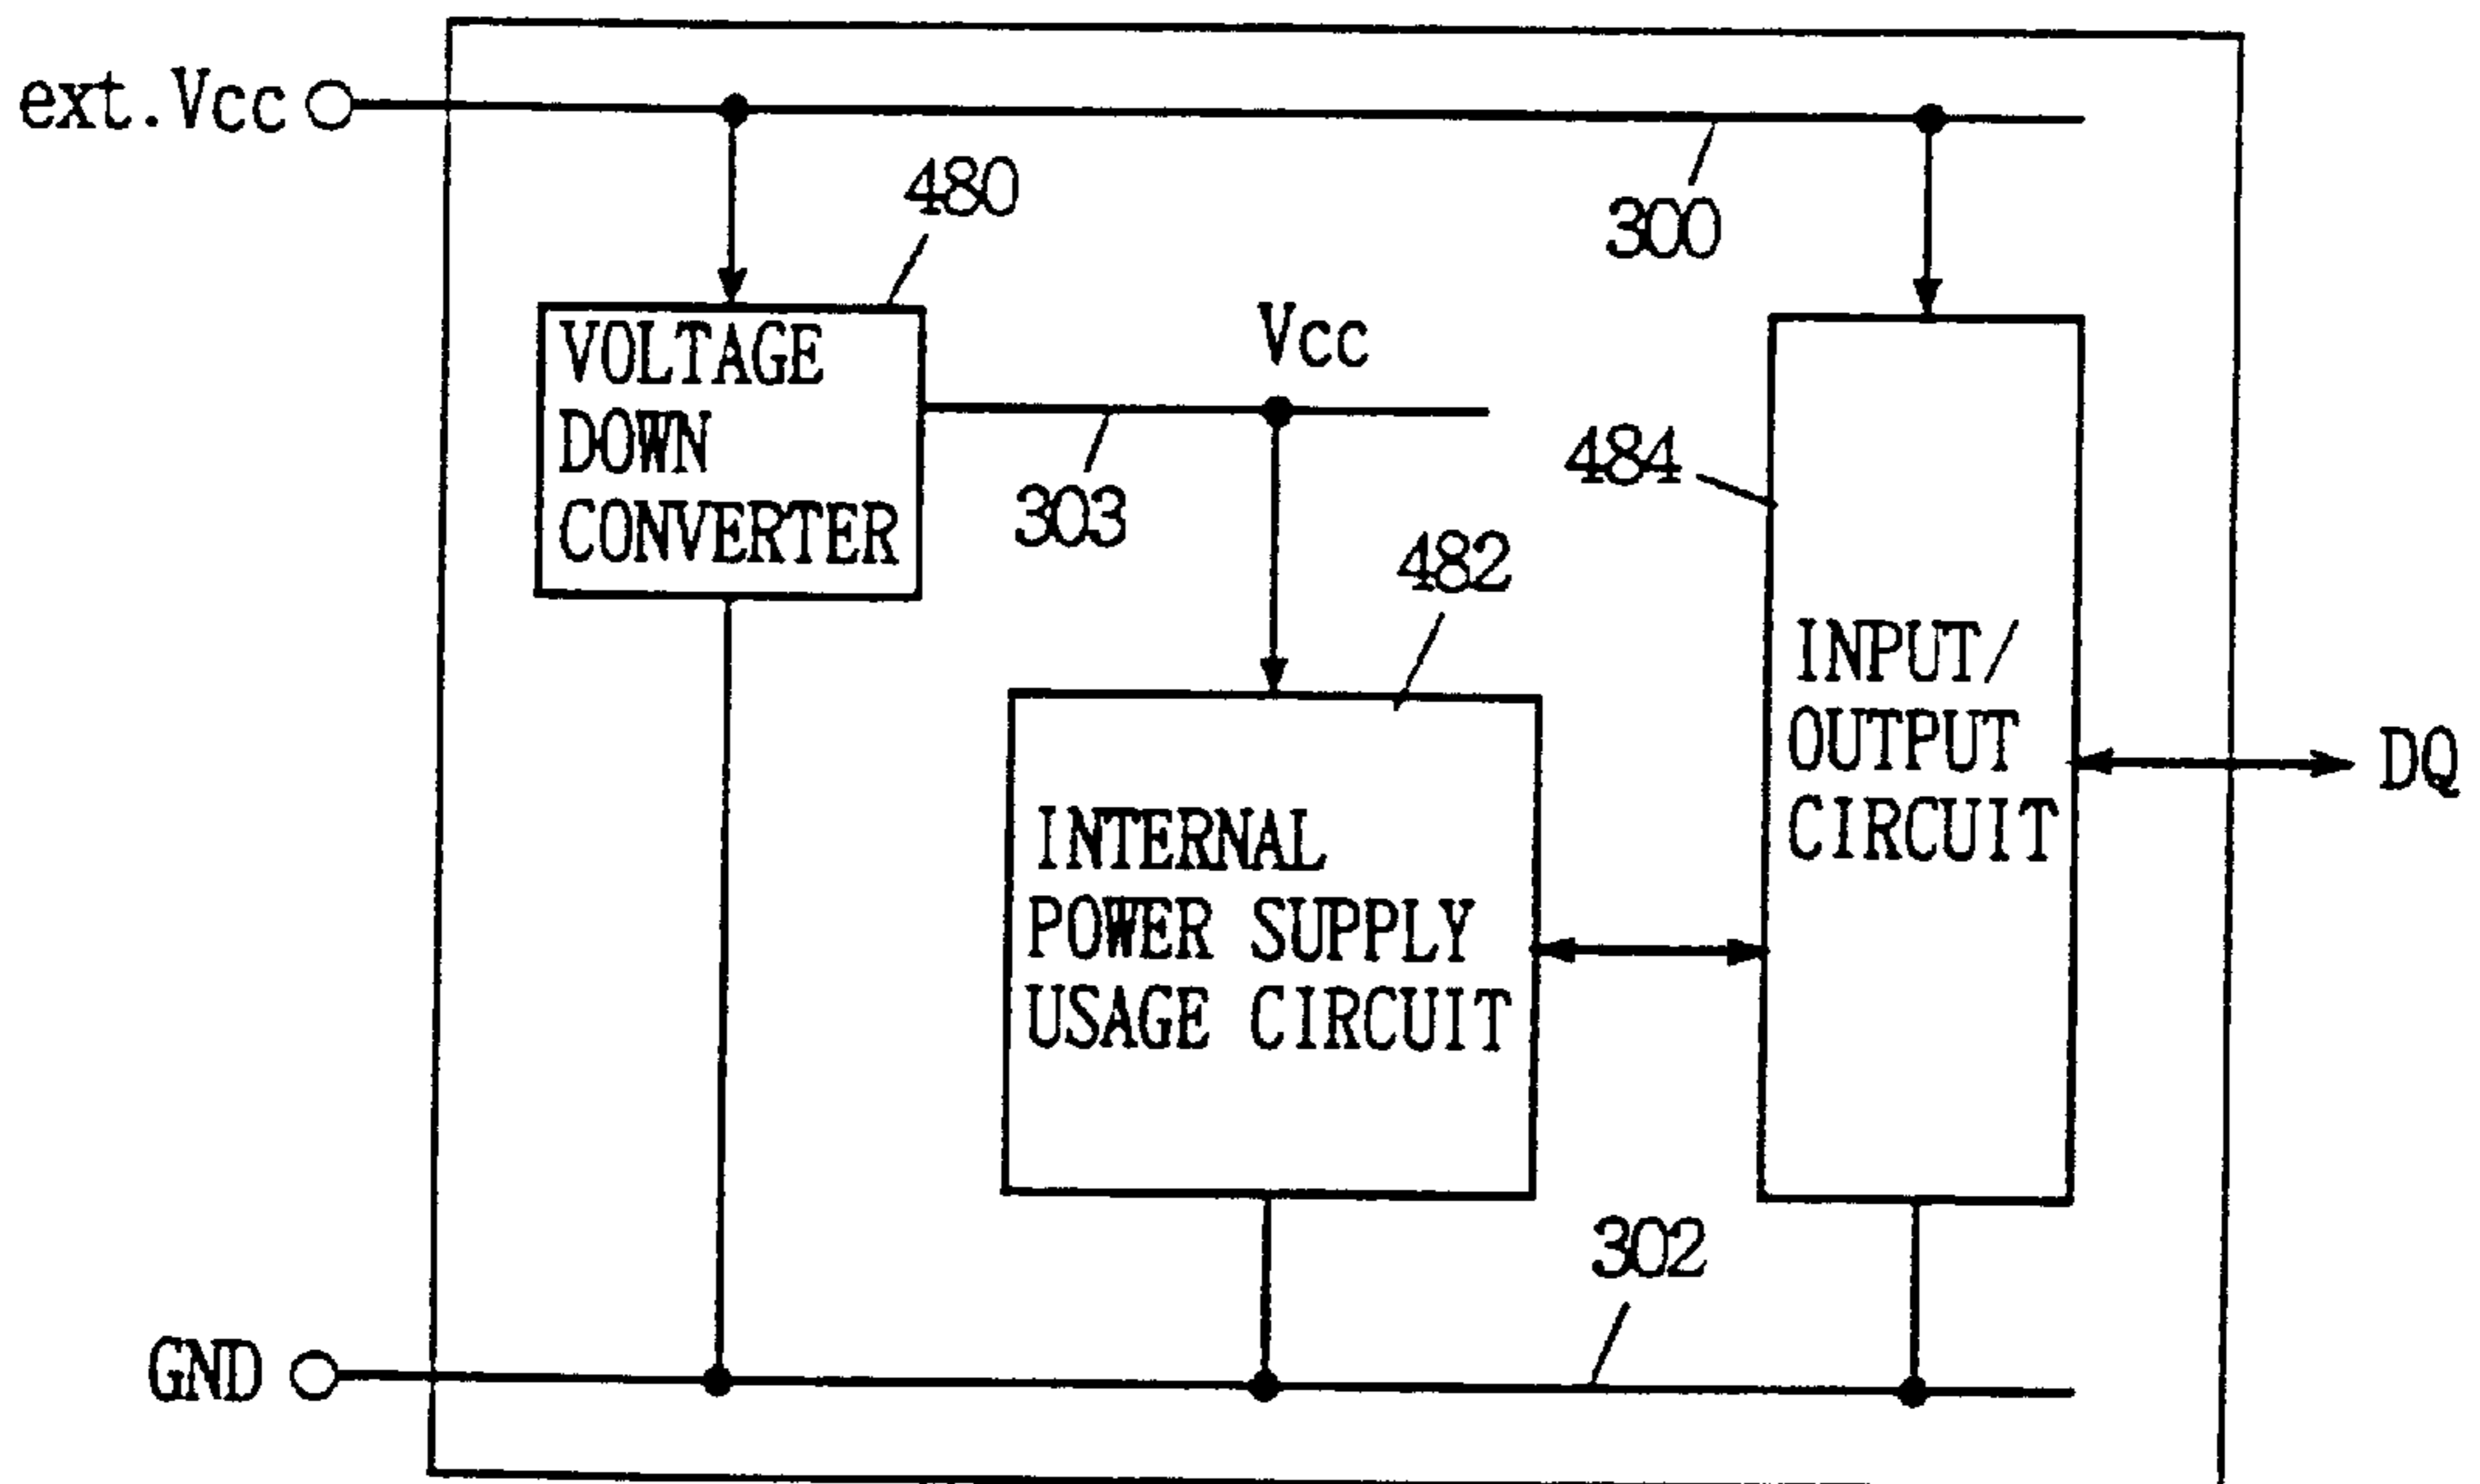 ext.Vcc
480
300
VOLTAGE
DOWN
CONVERTER
Vcc
303
484
482
INPUT/
OUTPUT
CIRCUIT
DQ
INTERNAL
POWER SUPPLY
USAGE CIRCUIT
302
GND